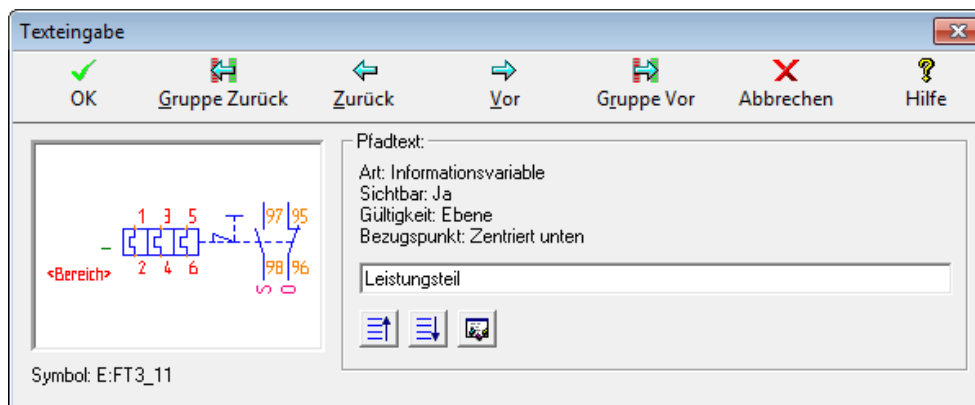 Texteingabe
OK Gruppe Zurück Zurück Vor Gruppe Vor Abbrechen Hilfe
Pfadtext:
Art: Informationsvariable
Sichtbar: Ja
Gültigkeit: Ebene
Bezugspunkt: Zentriert unten
Leistungsteil
1 3 5 97 95
<Bereich> 2 4 6 98 96
S O
Symbol: E:FT3_11